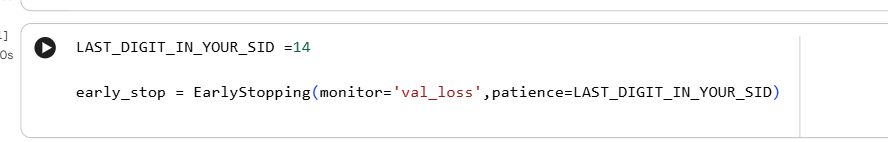 ]
0s
LAST_DIGIT_IN_YOUR_SID =14
early_stop = EarlyStopping(monitor='val_loss',patience=LAST_DIGIT_IN_YOUR_SID)